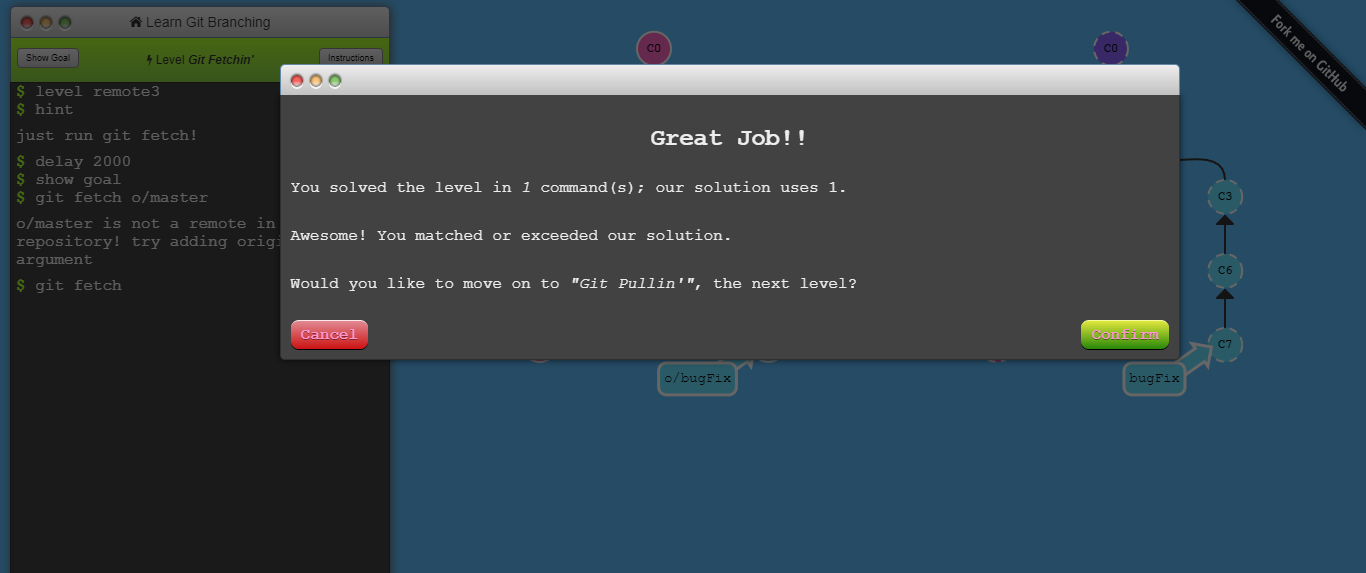 Learn Git Branching
Show Goal
Level Git Fetchin'
Instructions
$ level remote3
$ hint
just run git fetch!
$ delay 2000
$ show goal
$ git fetch o/master
o/master is not a remote in
repository! try adding origi
argument
$ git fetch
C0
C0
Fork me on GitHub
Great Job!!
You solved the level in 1 command(s); our solution uses 1.
Awesome! You matched or exceeded our solution.
Would you like to move on to "Git Pullin'", the next level?
Cancel
Confirm
C3
C6
C7
o/bugFix
bugFix